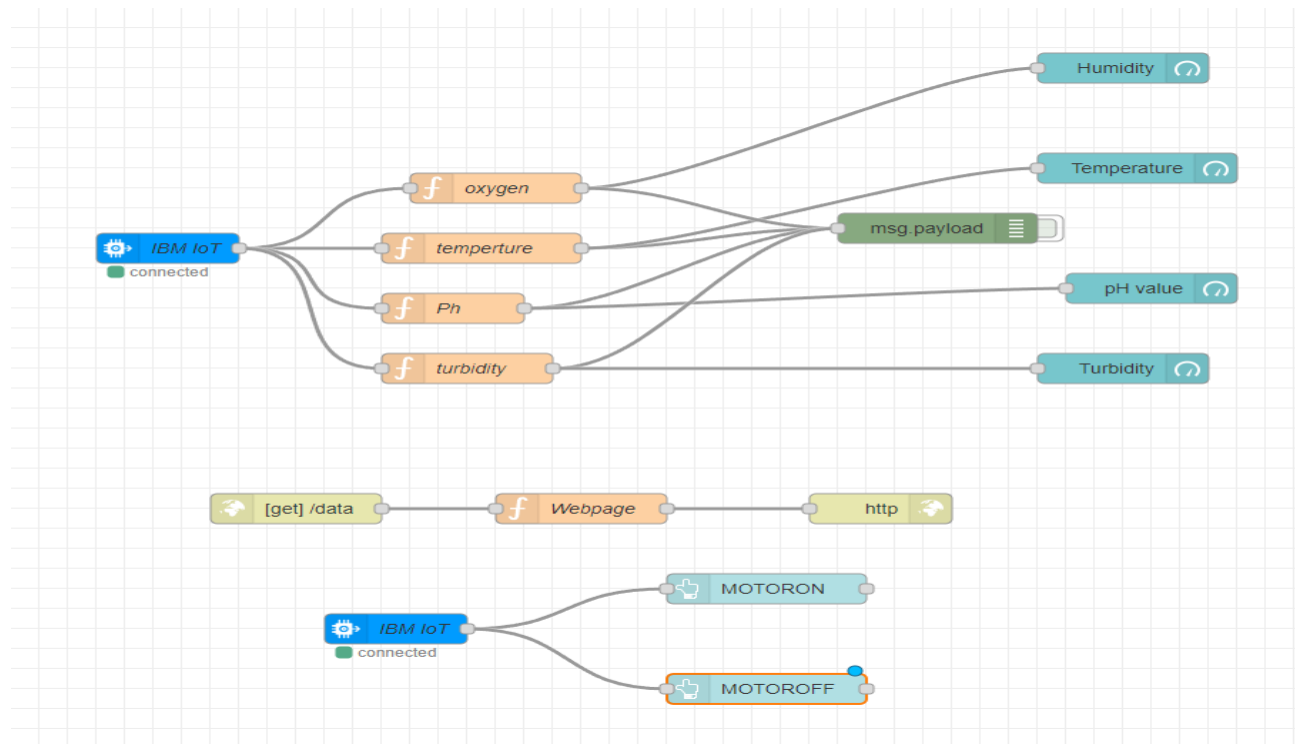 Humidity
Temperature
oxygen
msg.payload
IBM IoT
temperture
connected
Ph
pH value
turbidity
Turbidity
[get] /data
Webpage
http
MOTORON
IBM IoT
connected
MOTOROFF